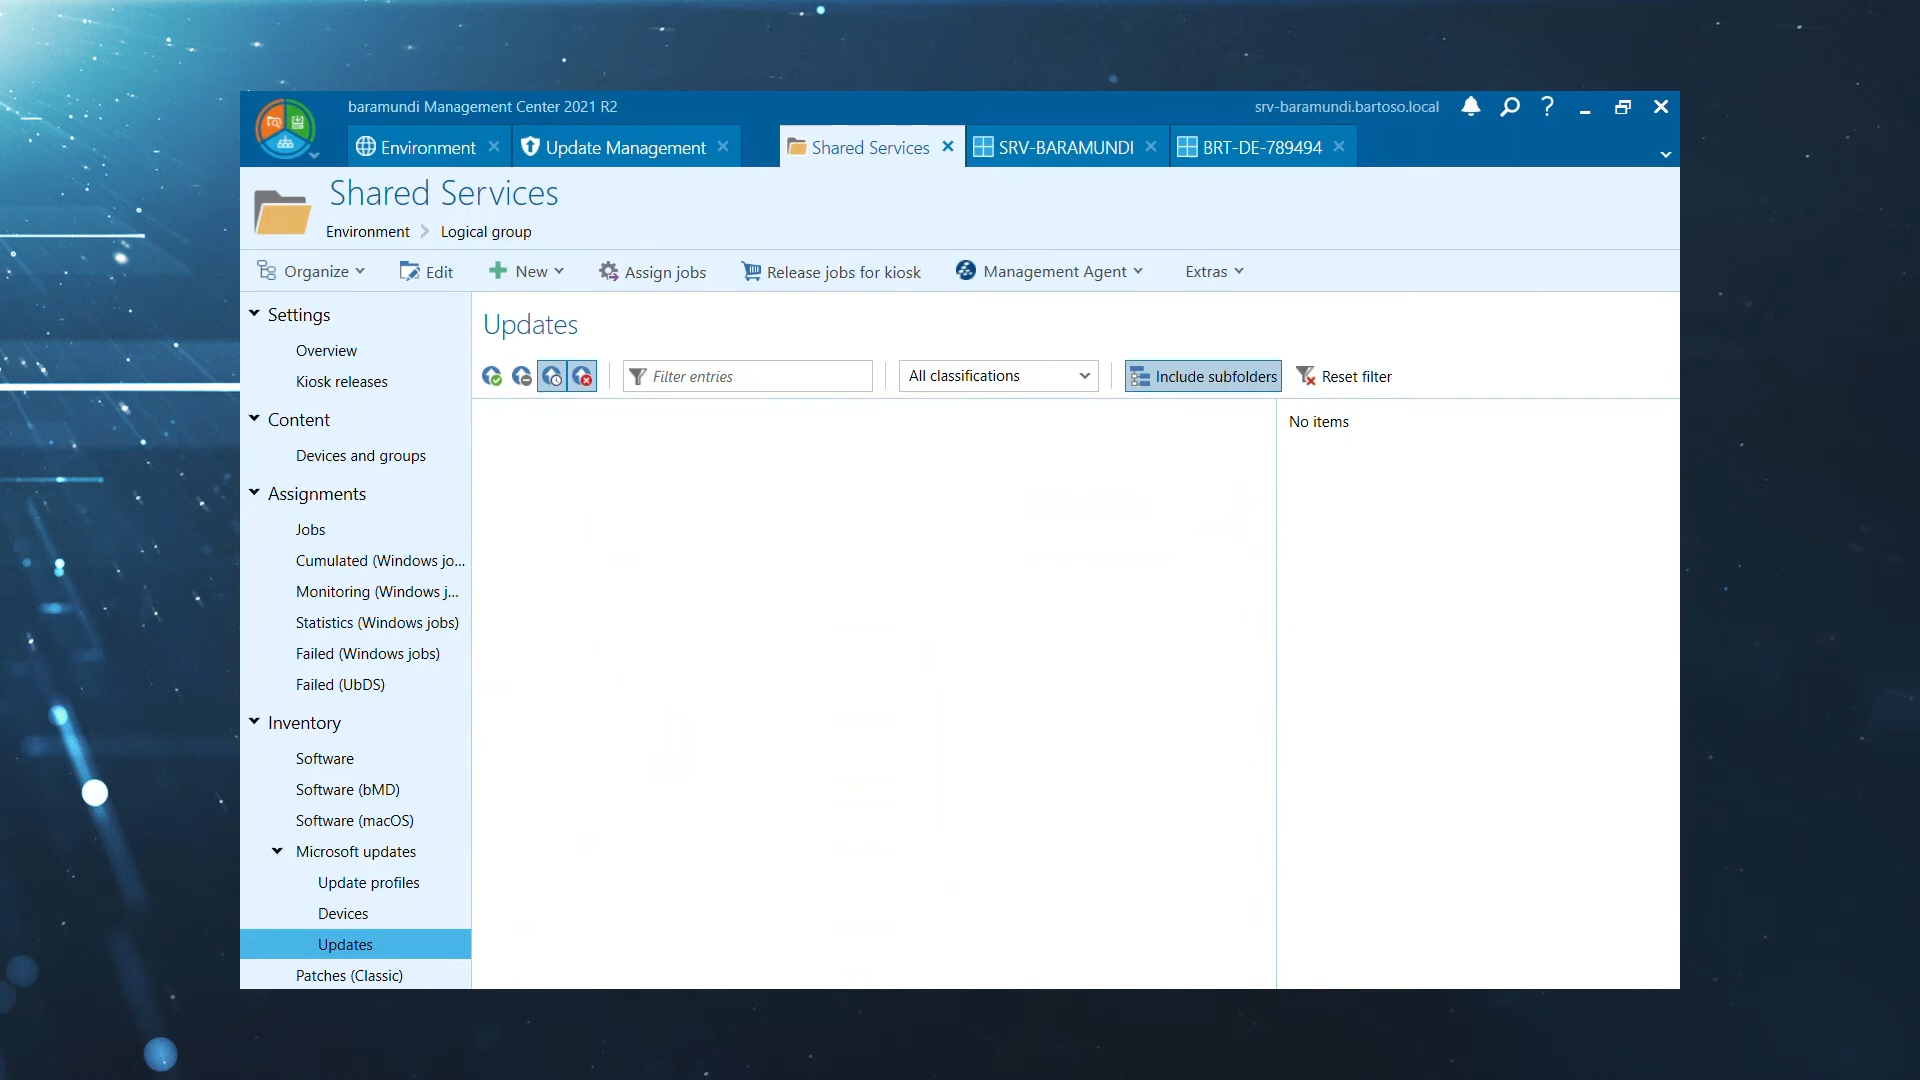 baramundi Management Center 2021 R2
srv-baramundi.bartoso.local
Environment
Update Management
Shared Services
SRV-BARAMUNDI
BRT-DE-789494
Shared Services
Environment
Logical group
Organize
Edit
New
Assign jobs
Release jobs for kiosk
Management Agent
Extras
Settings
Overview
Kiosk releases
Content
Devices and groups
Assignments
Jobs
Cumulated (Windows jo...
Monitoring (Windows j...
Statistics (Windows jobs)
Failed (Windows jobs)
Failed (UbDS)
Inventory
Software
Software (bMD)
Software (macOS)
Microsoft updates
Update profiles
Devices
Updates
Patches (Classic)
Updates
Filter entries
All classifications
Include subfolders
Reset filter
No items